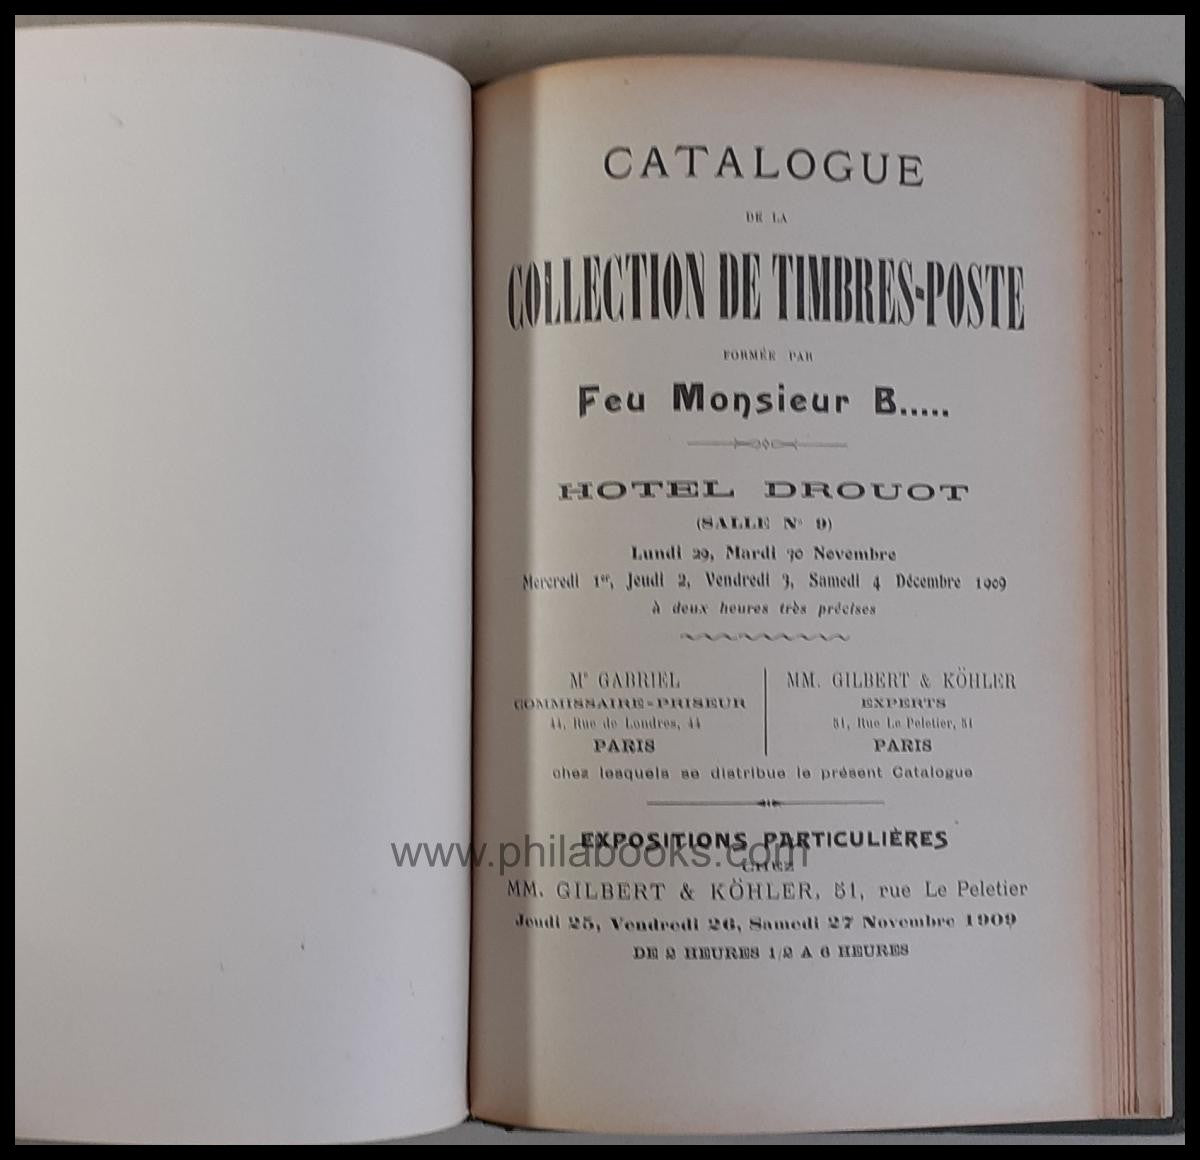 CATALOGUE
DE LA
COLLECTION DE TIMBRES-POSTE
FORMÉE PAR
Feu Monsieur B.....
HOTEL DROUOT
(SALLE N° 9)
Lundi 29, Mardi 30 Novembre
Mercredi 1er, Jeudi 2, Vendredi 3, Samedi 4 Décembre 1909
à deux heures très précises
Me GABRIEL
COMMISSAIRE-PRISEUR
44, Rue de Londres, 44
PARIS
MM. GILBERT & KÖHLER
EXPERTS
51, Rue Le Peletier, 51
PARIS
chez lesquels se distribue le présent Catalogue
EXPOSITIONS PARTICULIÈRES
www.philabooks.com
CHEZ
MM. GILBERT & KÖHLER, 51, rue Le Peletier
Jeudi 25, Vendredi 26, Samedi 27 Novembre 1909
DE 2 HEURES 1/2 A 6 HEURES